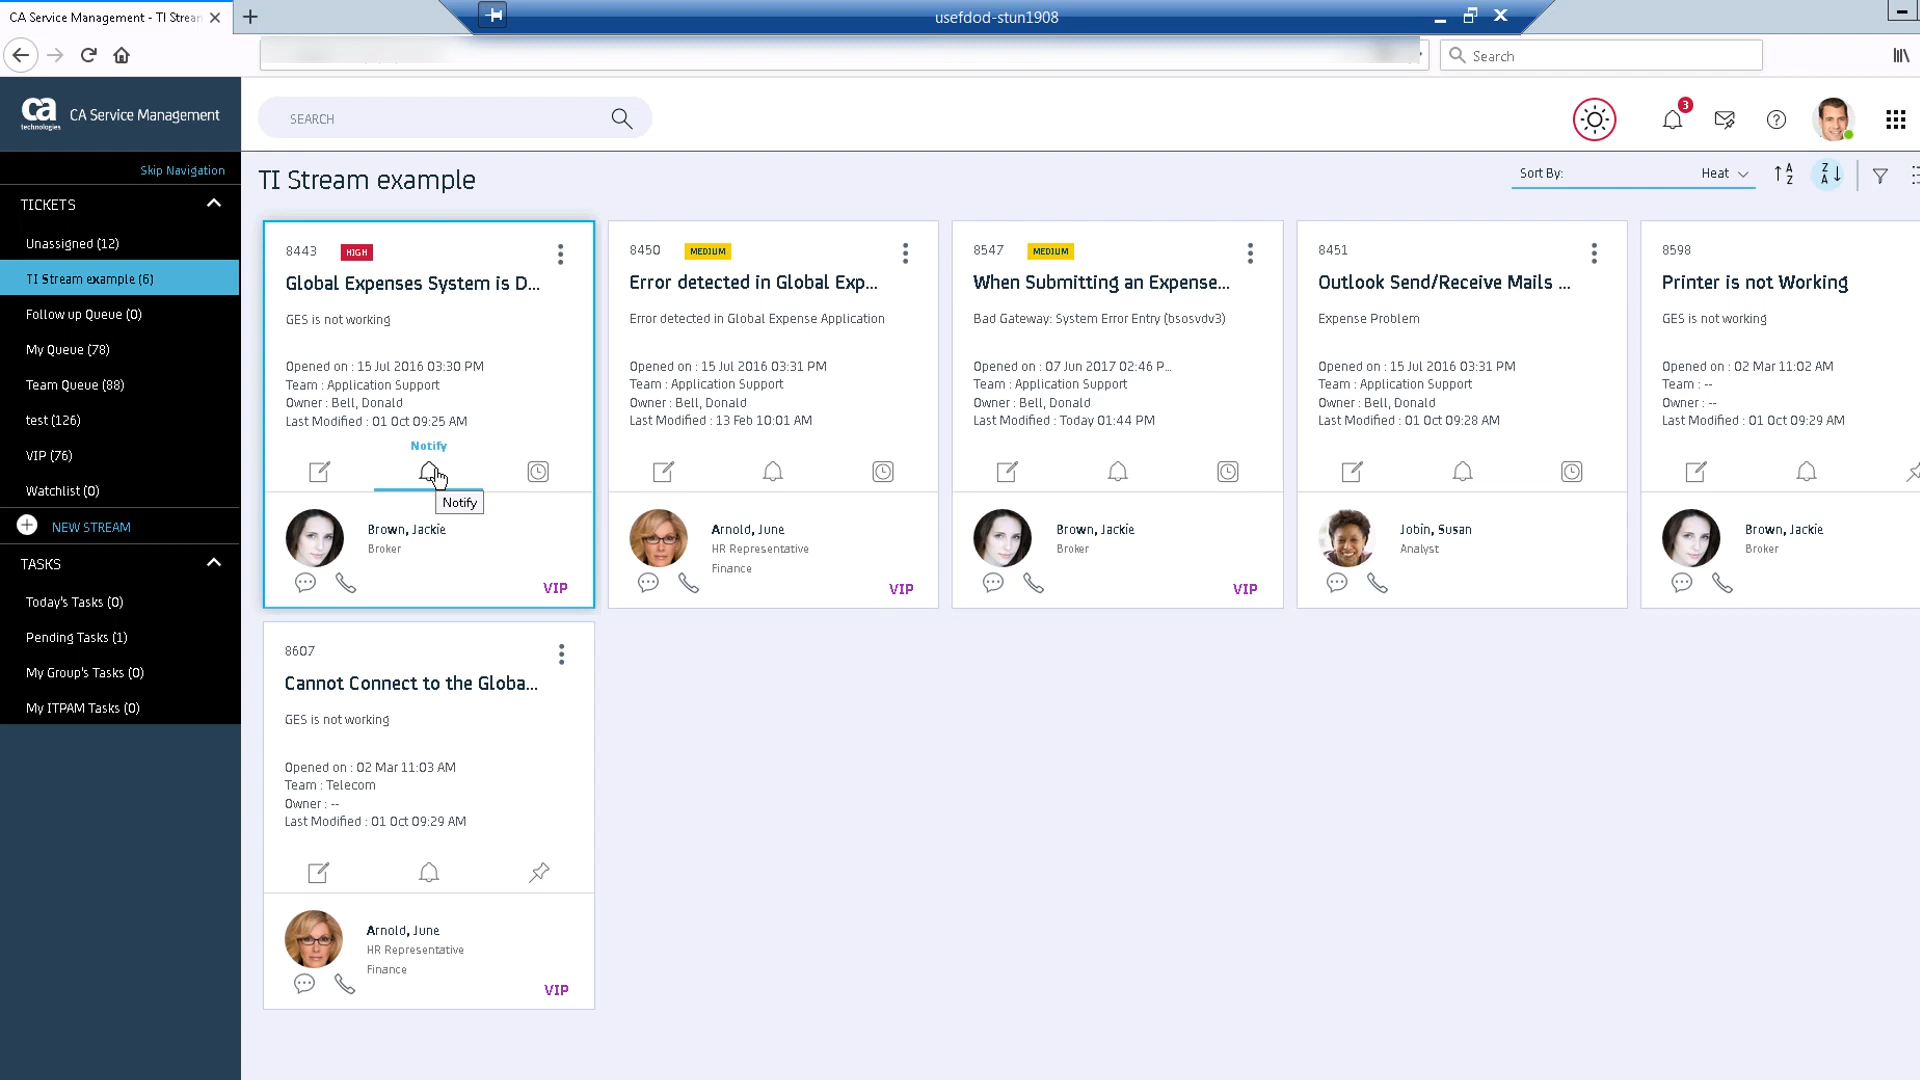 CA Service Management - TI Strean
usefdod-stun1908
Search
ca
technologies
CA Service Management
SEARCH
3
Skip Navigation
TICKETS
Unassigned (12)
TI Stream example (6)
Follow up Queue (0)
My Queue (78)
Team Queue (88)
test (126)
VIP (76)
Watchlist (0)
NEW STREAM
TASKS
Today's Tasks (0)
Pending Tasks (1)
My Group's Tasks (0)
My ITPAM Tasks (0)
TI Stream example
Sort By:
Heat
A
Z
Z
A
8443
HIGH
Global Expenses System is D...
GES is not working
Opened on : 15 Jul 2016 03:30 PM
Team : Application Support
Owner : Bell, Donald
Last Modified : 01 Oct 09:25 AM
Notify
Notify
Brown, Jackie
Broker
VIP
8450
MEDIUM
Error detected in Global Exp...
Error detected in Global Expense Application
Opened on : 15 Jul 2016 03:31 PM
Team : Application Support
Owner : Bell, Donald
Last Modified : 13 Feb 10:01 AM
Arnold, June
HR Representative
Finance
VIP
8547
MEDIUM
When Submitting an Expense...
Bad Gateway: System Error Entry (bsosvdv3)
Opened on : 07 Jun 2017 02:46 P...
Team : Application Support
Owner : Bell, Donald
Last Modified : Today 01:44 PM
Brown, Jackie
Broker
VIP
8451
Outlook Send/Receive Mails ...
Expense Problem
Opened on : 15 Jul 2016 03:31 PM
Team : Application Support
Owner : Bell, Donald
Last Modified : 01 Oct 09:28 AM
Jobin, Susan
Analyst
8598
Printer is not Working
GES is not working
Opened on : 02 Mar 11:02 AM
Team : --
Owner : --
Last Modified : 01 Oct 09:29 AM
Brown, Jackie
Broker
8607
Cannot Connect to the Globa...
GES is not working
Opened on : 02 Mar 11:03 AM
Team : Telecom
Owner : --
Last Modified : 01 Oct 09:29 AM
Arnold, June
HR Representative
Finance
VIP